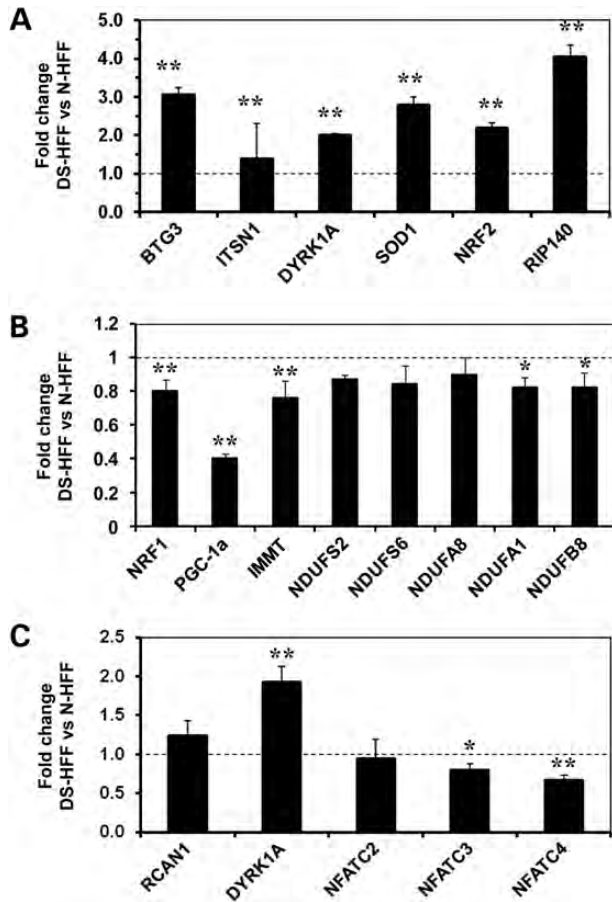 A
Fold change
DS-HFF vs N-HFF
5.0
4.0
3.0
2.0
1.0
0.0
**
**
**
**
**
**
BTG3
ITSN1
DYRK1A
SOD1
NRF2
RIP140
B
Fold change
DS-HFF vs N-HFF
1.2
1
0.8
0.6
0.4
0.2
0
**
**
**
*
*
NRF1
PGC-1a
IMMT
NDUFS2
NDUFS6
NDUFA8
NDUFA1
NDUFB8
C
Fold change
DS-HFF vs N-HFF
2.5
2.0
1.5
1.0
0.5
0.0
**
*
**
RCAN1
DYRK1A
NFATC2
NFATC3
NFATC4